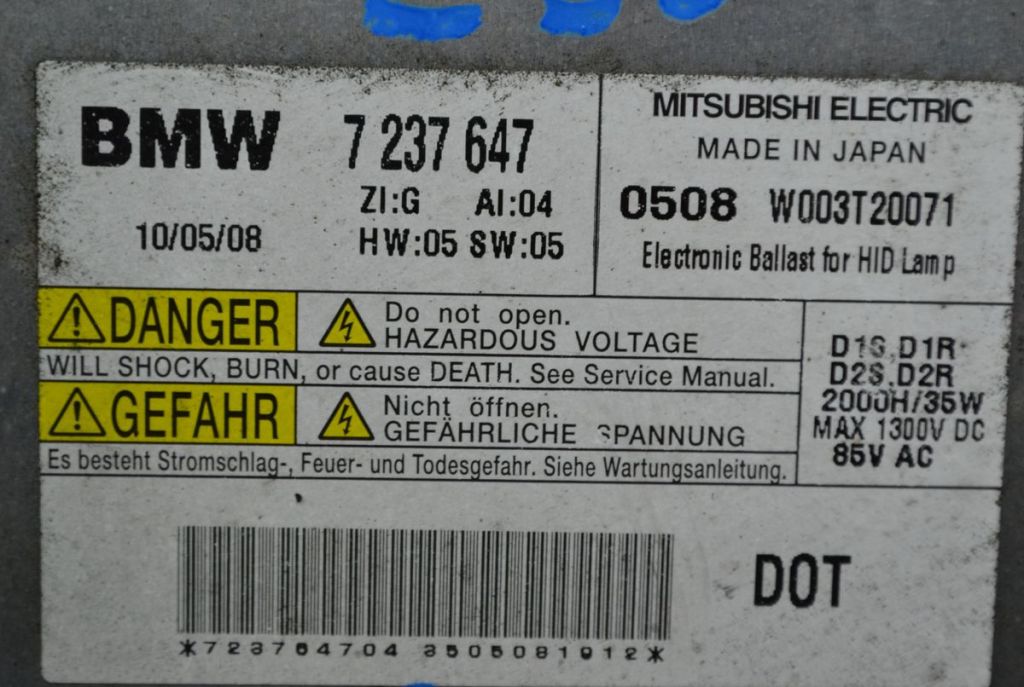 BMW 7 237 647
ZI:G AI:04
10/05/08 HW:05 SW:05
MITSUBISHI ELECTRIC
MADE IN JAPAN
0508 W003T20071
Electronic Ballast for HID Lamp
DANGER
Do not open.
HAZARDOUS VOLTAGE
WILL SHOCK, BURN, or cause DEATH. See Service Manual.
GEFAHR
Nicht öffnen.
GEFÄHRLICHE SPANNUNG
Es besteht Stromschlag-, Feuer- und Todesgefahr. Siehe Wartungsanleitung.
D1S,D1R
D2S,D2R
2000H/35W
MAX 1300V DC
85V AC
DOT
*723764704 3505081912*